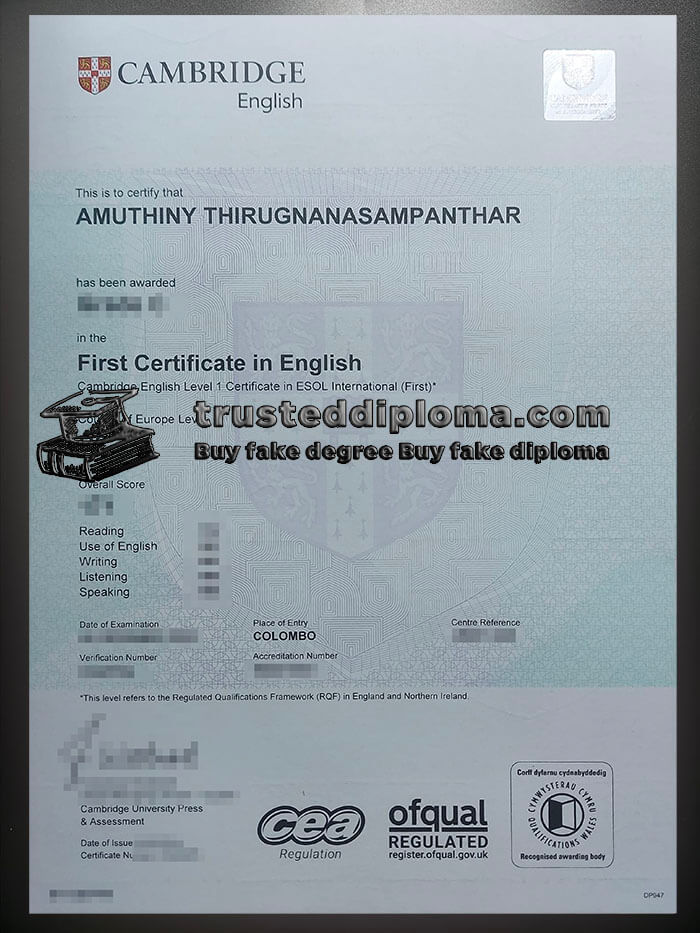 CAMBRIDGE
English
This is to certify that
AMUTHINY THIRUGNANASAMPANTHAR
has been awarded
in the
First Certificate in English
Cambridge English Level 1 Certificate in ESOL International (First)*
of Europe Level
trusteddiploma.com
Buy fake degree Buy fake diploma
Overall Score
Reading
Use of English
Writing
Listening
Speaking
Date of Examination
Place of Entry
COLOMBO
Centre Reference
Verification Number
Accreditation Number
*This level refers to the Regulated Qualifications Framework (RQF) in England and Northern Ireland.
Cambridge University Press
& Assessment
Date of Issue
Certificate
cea
Regulation
ofqual
REGULATED
register.ofqual.gov.uk
Corff dyfarnu cydnabyddedig
CYMWYSTERAU CYMRU
QUALIFICATIONS WALES
Recognised awarding body
DP947